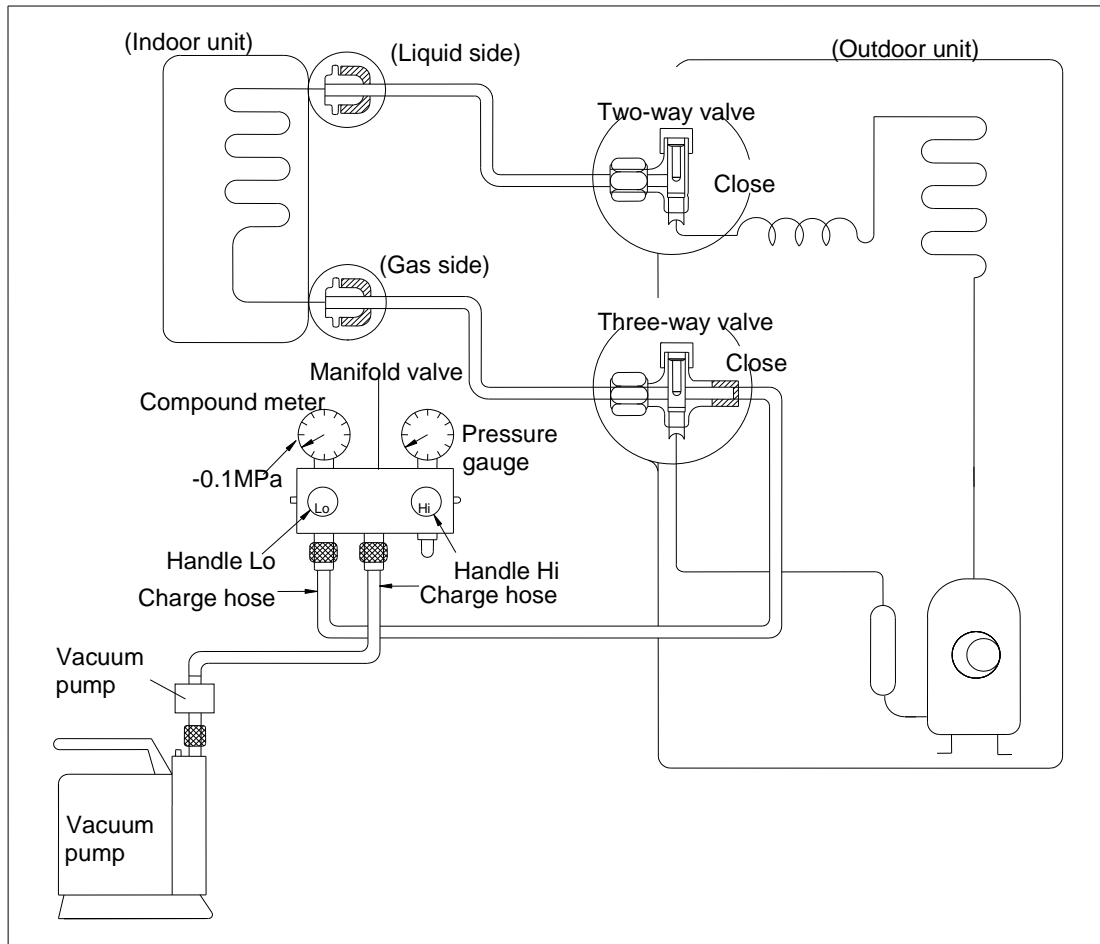 (Indoor unit)
(Liquid side)
(Outdoor unit)
Two-way valve
Close
(Gas side)
Three-way valve
Close
Manifold valve
Compound meter
Pressure
gauge
-0.1MPa
Lo
Hi
Handle Lo
Handle Hi
Charge hose
Charge hose
Vacuum
pump
Vacuum
pump